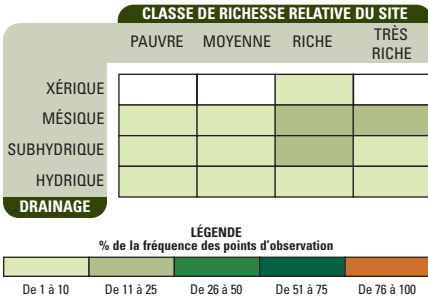 CLASSE DE RICHESSE RELATIVE DU SITE
PAUVRE MOYENNE RICHE TRÈS RICHE
XÉRIQUE
MÉSIQUE
SUBHYDRIQUE
HYDRIQUE
DRAINAGE
LÉGENDE
% de la fréquence des points d'observation
De 1 à 10 De 11 à 25 De 26 à 50 De 51 à 75 De 76 à 100